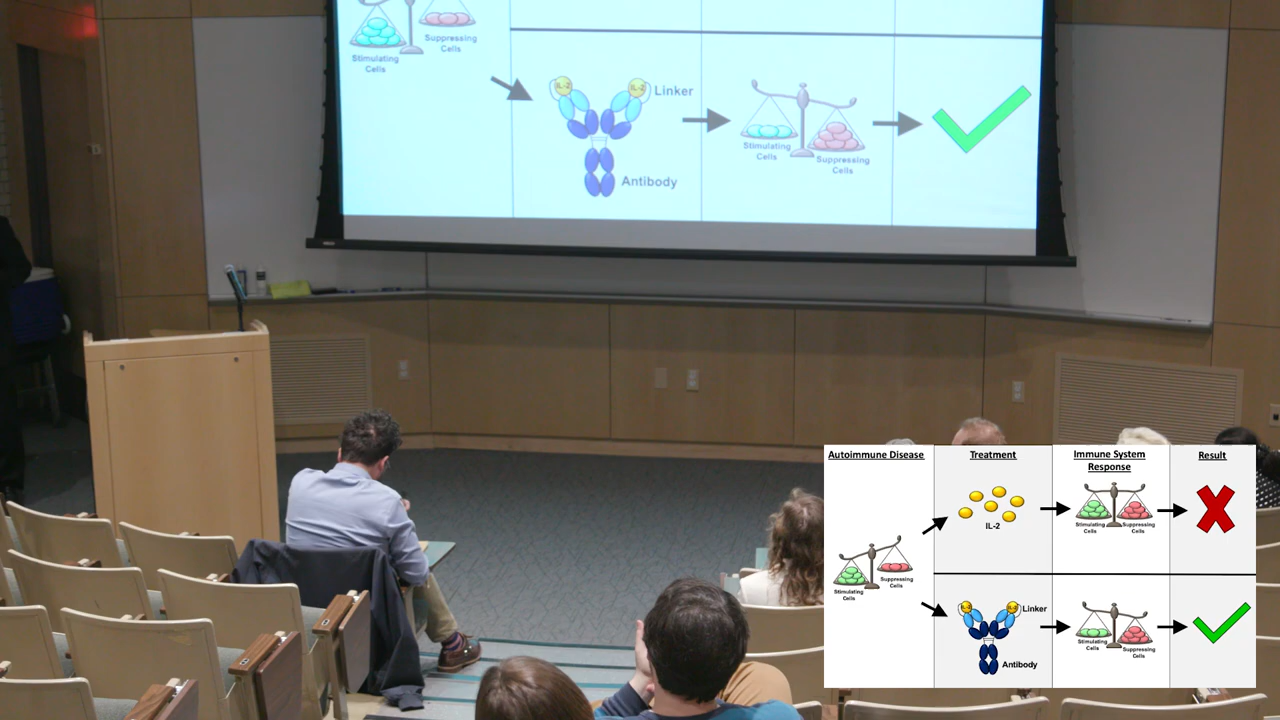 Stimulating
Cells
Suppressing
Cells
Linker
Antibody
Stimulating
Cells
Suppressing
Cells
Autoimmune Disease
Treatment
Immune System
Response
Result
IL-2
Stimulating
Cells
Suppressing
Cells
Stimulating
Cells
Suppressing
Cells
Linker
Antibody
Stimulating
Cells
Suppressing
Cells